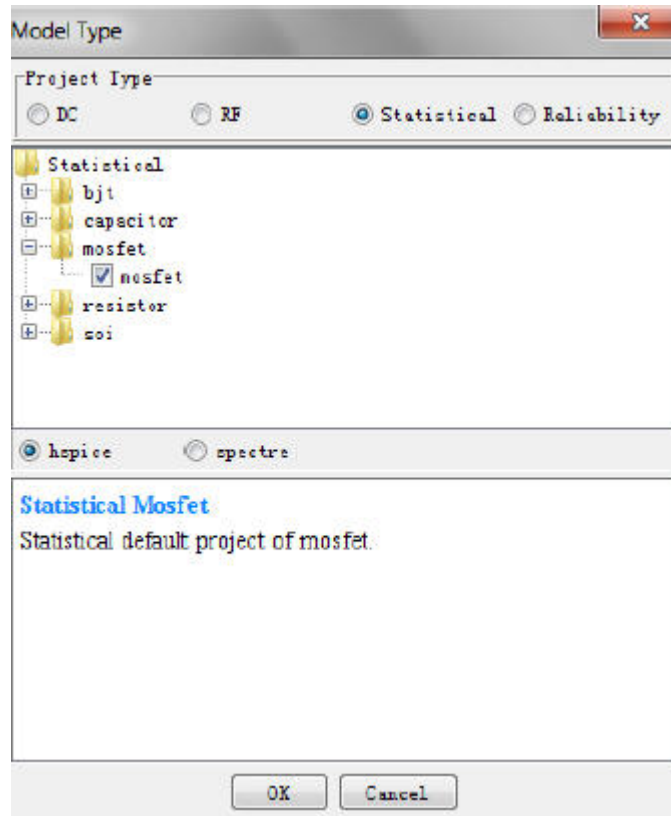 Model Type
Project Type
DC RF Statistical Reliability
Statistical
bjt
capacitor
mosfet
mosfet
resistor
soi
hspice spectre
Statistical Mosfet
Statistical default project of mosfet.
OK Cancel